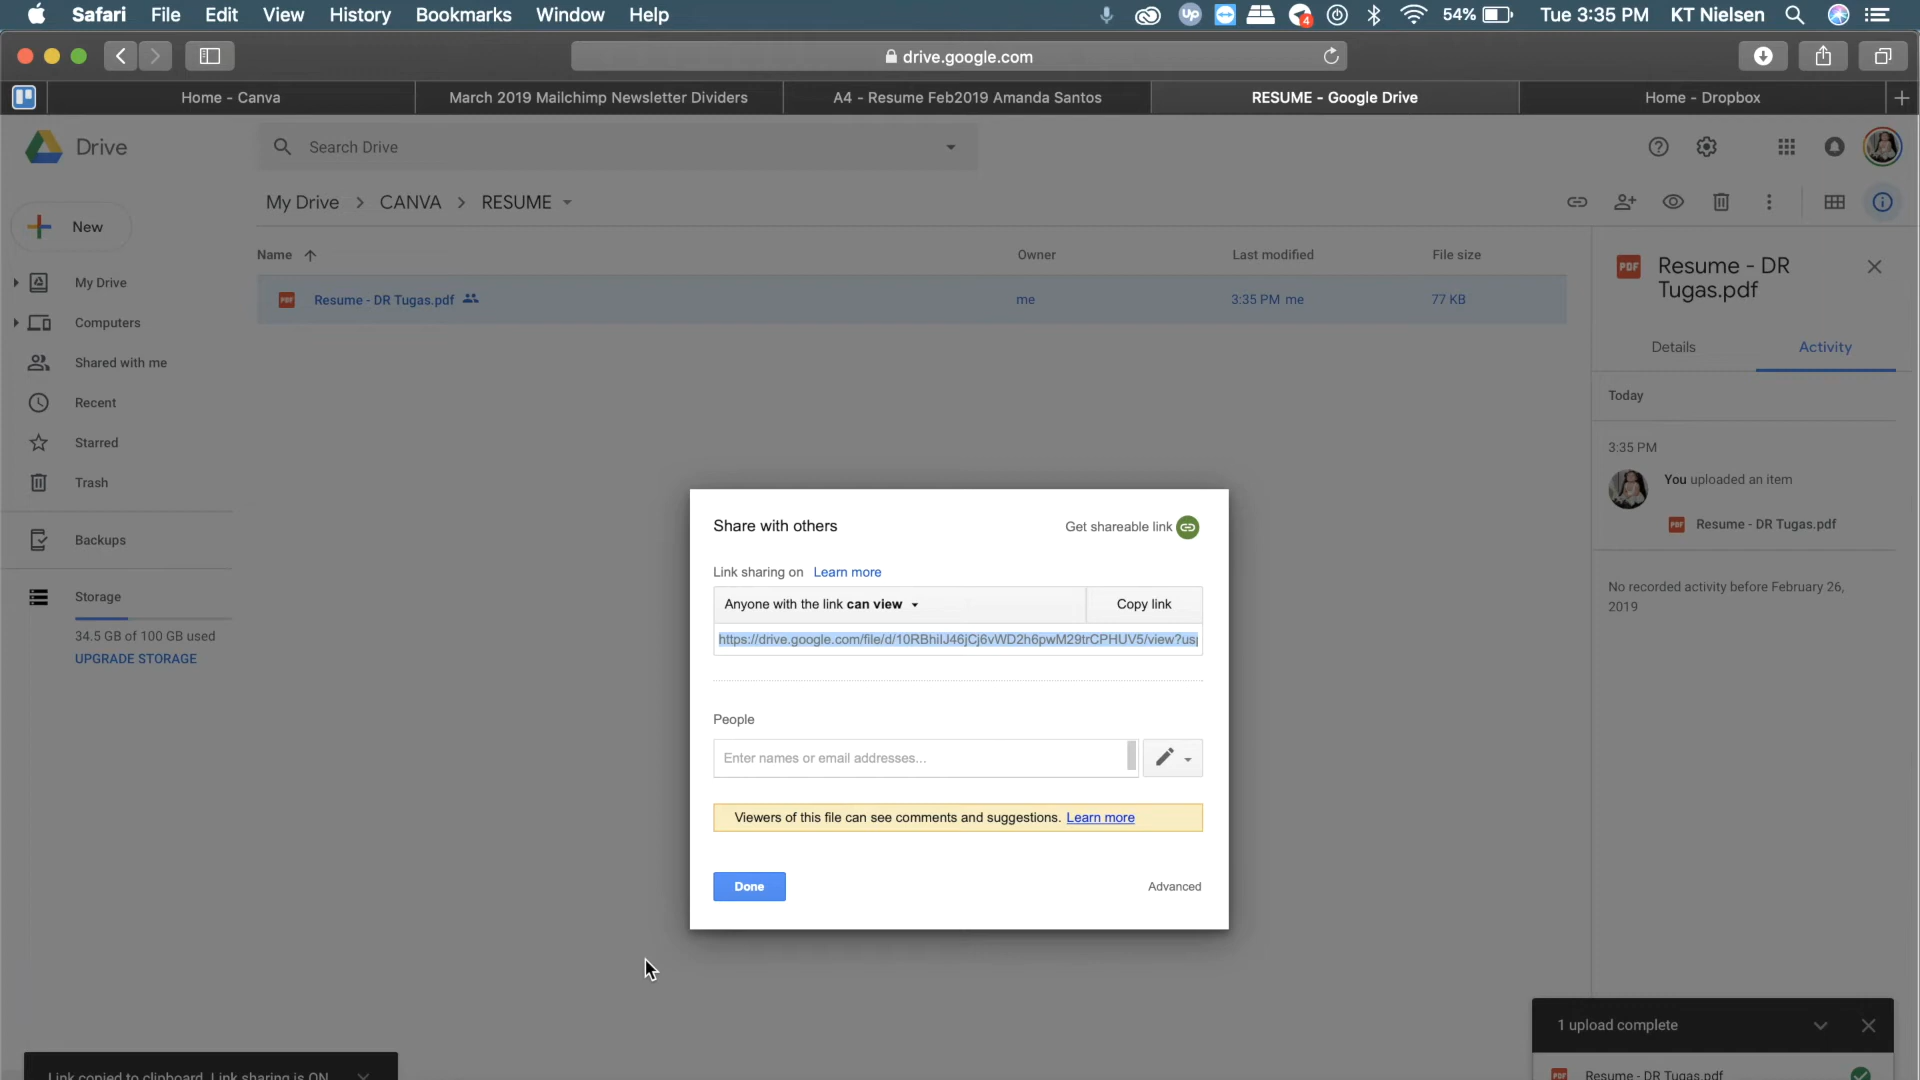 Safari File Edit View History Bookmarks Window Help
Up 4 54% Tue 3:35 PM KT Nielsen
drive.google.com
Home - Canva
March 2019 Mailchimp Newsletter Dividers
A4 - Resume Feb2019 Amanda Santos
RESUME - Google Drive
Home - Dropbox
Drive
Search Drive
My Drive > CANVA > RESUME
New
Name
Owner
Last modified
File size
Resume - DR Tugas.pdf
me
3:35 PM me
77 KB
My Drive
Computers
Shared with me
Recent
Starred
Trash
Backups
Storage
34.5 GB of 100 GB used
UPGRADE STORAGE
PDF Resume - DR
Tugas.pdf
Details
Activity
Today
3:35 PM
You uploaded an item
Resume - DR Tugas.pdf
No recorded activity before February 26,
2019
Share with others
Get shareable link
Link sharing on Learn more
Anyone with the link can view
Copy link
https://drive.google.com/file/d/10RBhilJ46jCj6vWD2h6pwM29trCPHUV5/view?usp
People
Enter names or email addresses...
Viewers of this file can see comments and suggestions. Learn more
Done
Advanced
1 upload complete
Resume - DR Tugas.pdf
Link copied to clipboard. Link sharing is ON.